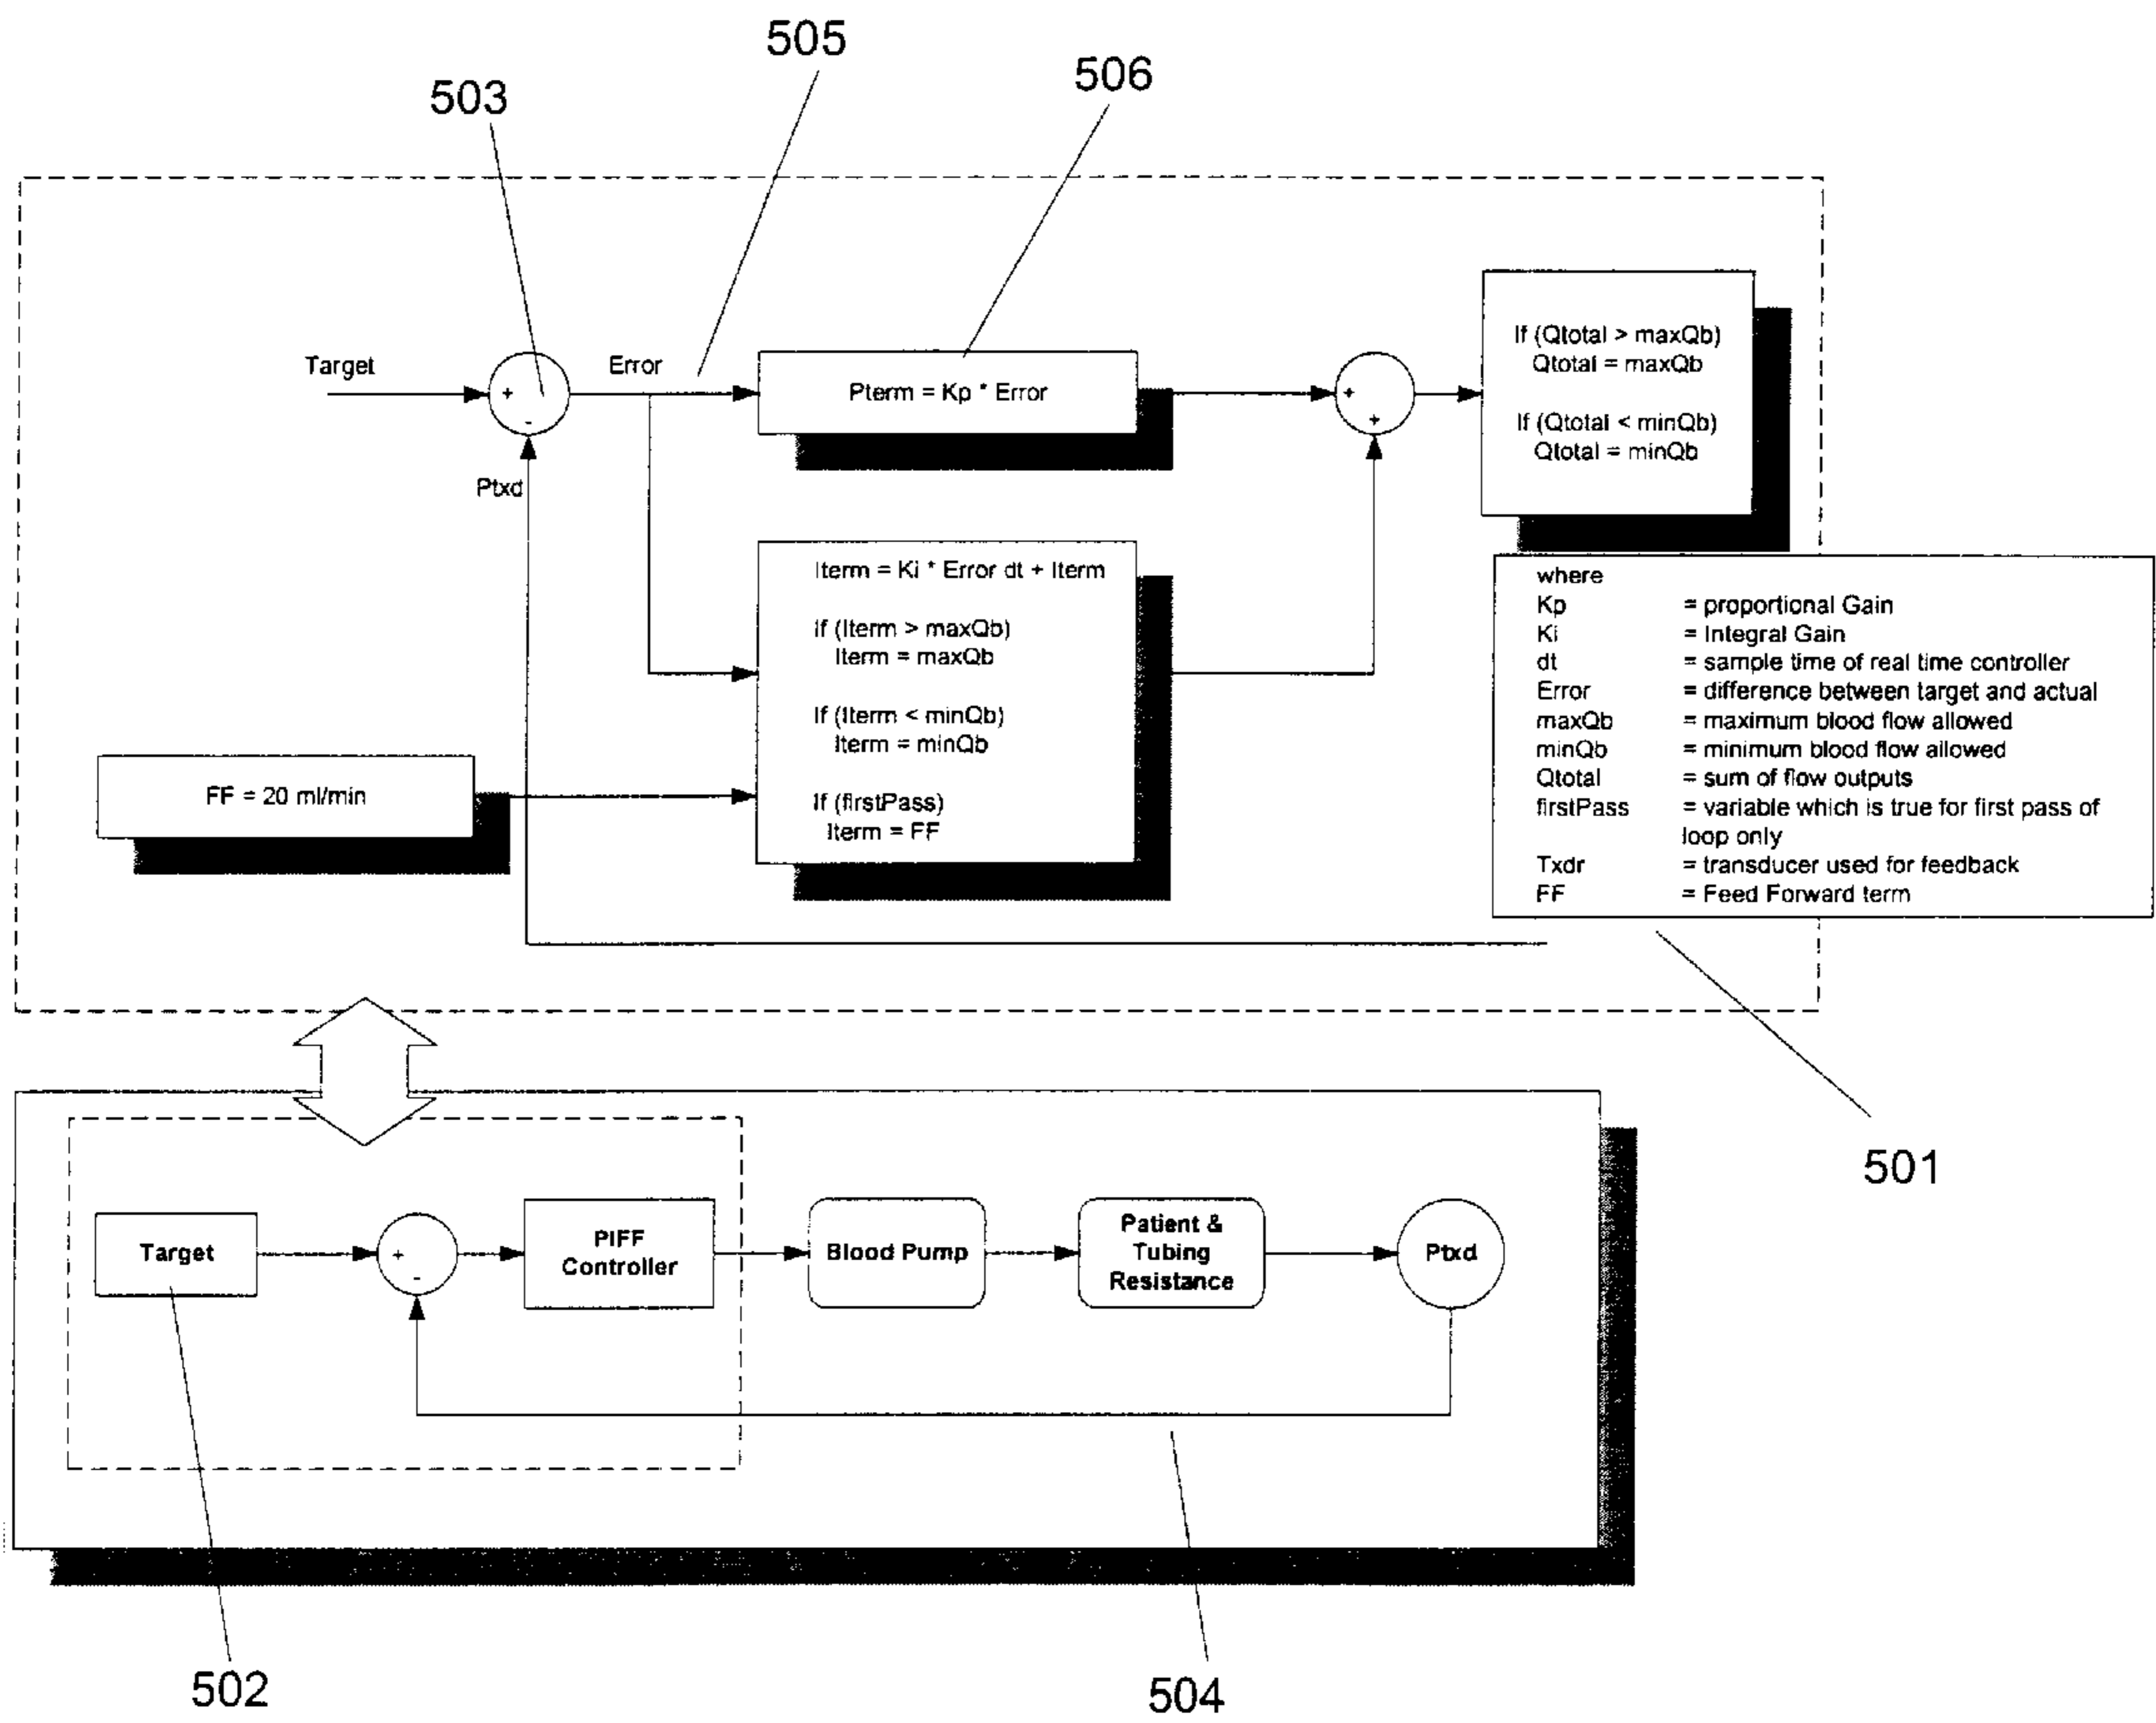 505
506
503
Target
+
-
Error
Ptxd
Pterm = Kp * Error
+
+
If (Qtotal > maxQb)
Qtotal = maxQb
If (Qtotal < minQb)
Qtotal = minQb
Iterm = Ki * Error dt + Iterm
If (Iterm > maxQb)
Iterm = maxQb
If (Iterm < minQb)
Iterm = minQb
If (firstPass)
Iterm = FF
FF = 20 ml/min
where
Kp = proportional Gain
Ki = Integral Gain
dt = sample time of real time controller
Error = difference between target and actual
maxQb = maximum blood flow allowed
minQb = minimum blood flow allowed
Qtotal = sum of flow outputs
firstPass = variable which is true for first pass of
loop only
Txdr = transducer used for feedback
FF = Feed Forward term
501
Target
+
-
PIFF
Controller
Blood Pump
Patient &
Tubing
Resistance
Ptxd
502
504